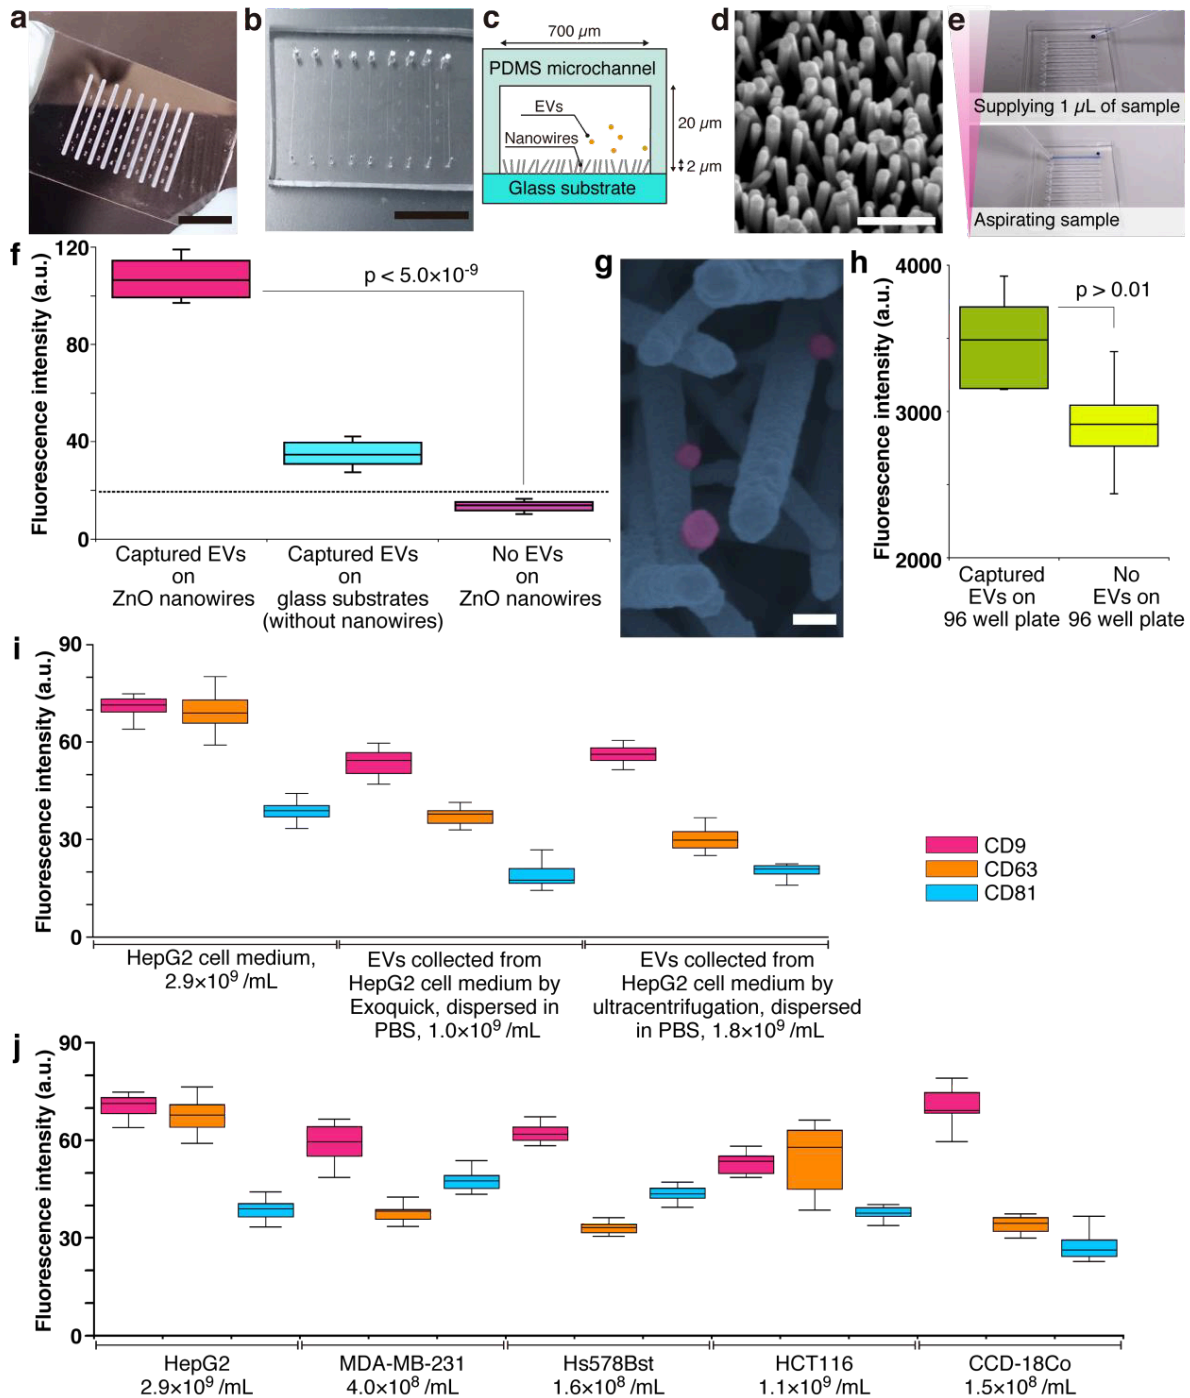 a
b
c
700 μm
PDMS microchannel
EVs
Nanowires
20 μm
2 μm
Glass substrate
d
e
Supplying 1 μL of sample
Aspirating sample
f
Fluorescence intensity (a.u.)
120
80
40
0
p < 5.0×10⁻⁹
Captured EVs
on
ZnO nanowires
Captured EVs
on
glass substrates
(without nanowires)
No EVs
on
ZnO nanowires
g
h
Fluorescence intensity (a.u.)
4000
3000
2000
p > 0.01
Captured
EVs on
96 well plate
No
EVs on
96 well plate
i
Fluorescence intensity (a.u.)
90
60
30
0
CD9
CD63
CD81
HepG2 cell medium,
2.9×10⁹ /mL
EVs collected from
HepG2 cell medium by
Exoquick, dispersed in
PBS, 1.0×10⁹ /mL
EVs collected from
HepG2 cell medium by
ultracentrifugation, dispersed
in PBS, 1.8×10⁹ /mL
j
Fluorescence intensity (a.u.)
90
60
30
0
HepG2
2.9×10⁹ /mL
MDA-MB-231
4.0×10⁸ /mL
Hs578Bst
1.6×10⁸ /mL
HCT116
1.1×10⁹ /mL
CCD-18Co
1.5×10⁸ /mL